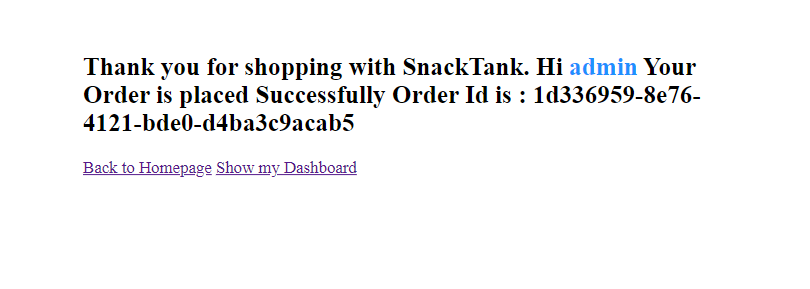 Thank you for shopping with SnackTank. Hi admin Your
Order is placed Successfully Order Id is : 1d336959-8e76-
4121-bde0-d4ba3c9acab5
Back to Homepage Show my Dashboard